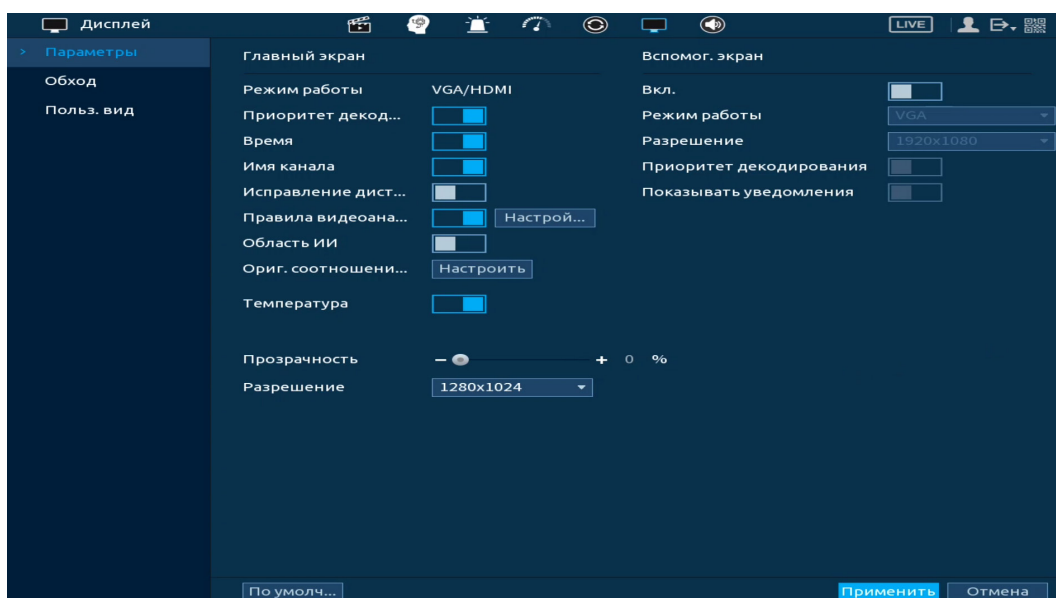 Дисплей
LIVE
Параметры
Обход
Польз. вид
Главный экран
Режим работы VGA/HDMI
Приоритет декод...
Время
Имя канала
Исправление дист...
Правила видеоана... Настрой...
Область ИИ
Ориг. соотношени... Настроить
Температура
Прозрачность − + 0 %
Разрешение 1280x1024
Вспомог. экран
Вкл.
Режим работы VGA
Разрешение 1920x1080
Приоритет декодирования
Показывать уведомления
По умолч... Применить Отмена